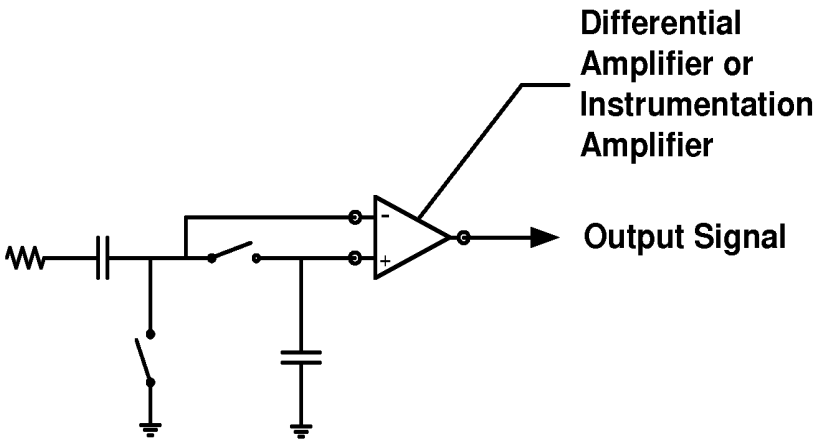 Differential
Amplifier or
Instrumentation
Amplifier
-
+
Output Signal